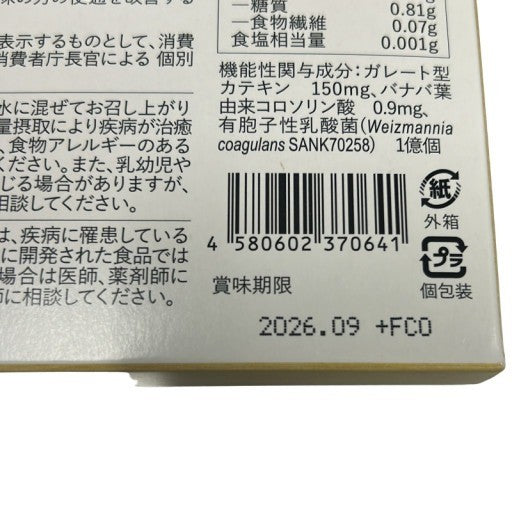 の方の便通を改善する
表示するものとして、消費
消費者庁長官による 個別
水に混ぜてお召し上がり
量摂取により疾病が治癒
、食物アレルギーのある
ください。また、乳幼児や
じる場合がありますが、
相談してください。
は、疾病に罹患している
に開発された食品では
場合は医師、薬剤師に
師に相談してください。
―糖質 0.81g
―食物繊維 0.07g
食塩相当量 0.001g
機能性関与成分：ガレート型
カテキン 150mg、バナバ葉
由来コロソリン酸 0.9mg、
有胞子性乳酸菌(Weizmannia
coagulans SANK70258) 1億個
4 580602 370641
紙
外箱
プラ
個包装
賞味期限
2026.09 +FCO